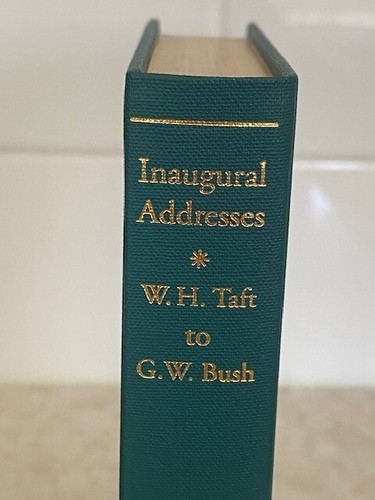 Inaugural
Addresses
*
W. H. Taft
to
G.W. Bush